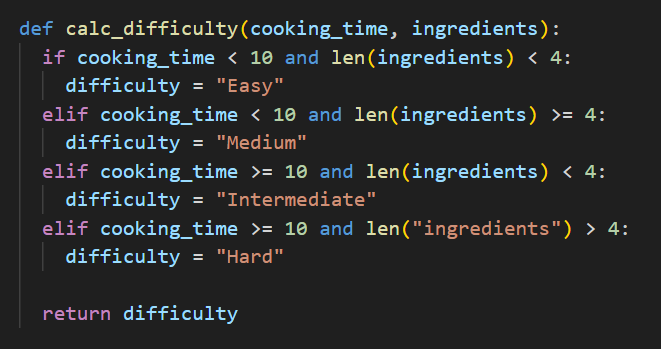 def calc_difficulty(cooking_time, ingredients):
  if cooking_time < 10 and len(ingredients) < 4:
    difficulty = "Easy"
  elif cooking_time < 10 and len(ingredients) >= 4:
    difficulty = "Medium"
  elif cooking_time >= 10 and len(ingredients) < 4:
    difficulty = "Intermediate"
  elif cooking_time >= 10 and len("ingredients") > 4:
    difficulty = "Hard"

  return difficulty